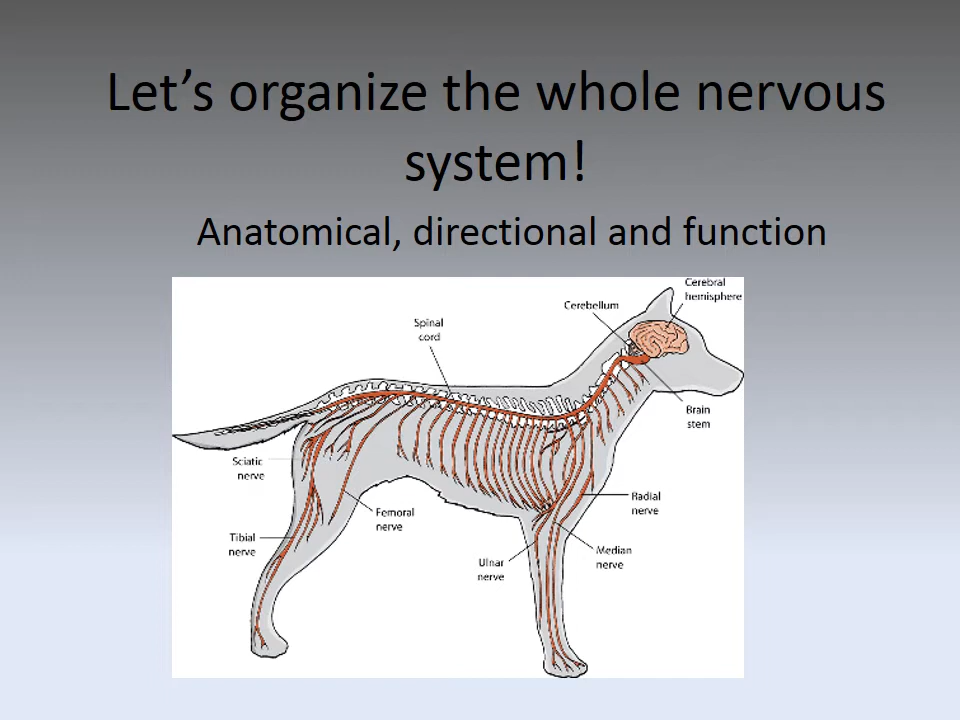 Let’s organize the whole nervous
system!
Anatomical, directional and function
Cerebral
hemisphere
Cerebellum
Spinal
cord
Brain
stem
Sciatic
nerve
Radial
nerve
Femoral
nerve
Tibial
nerve
Median
nerve
Ulnar
nerve